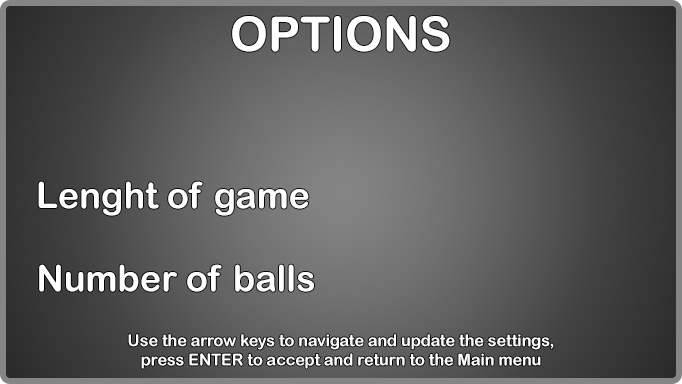 OPTIONS
Lenght of game
Number of balls
Use the arrow keys to navigate and update the settings,
press ENTER to accept and return to the Main menu